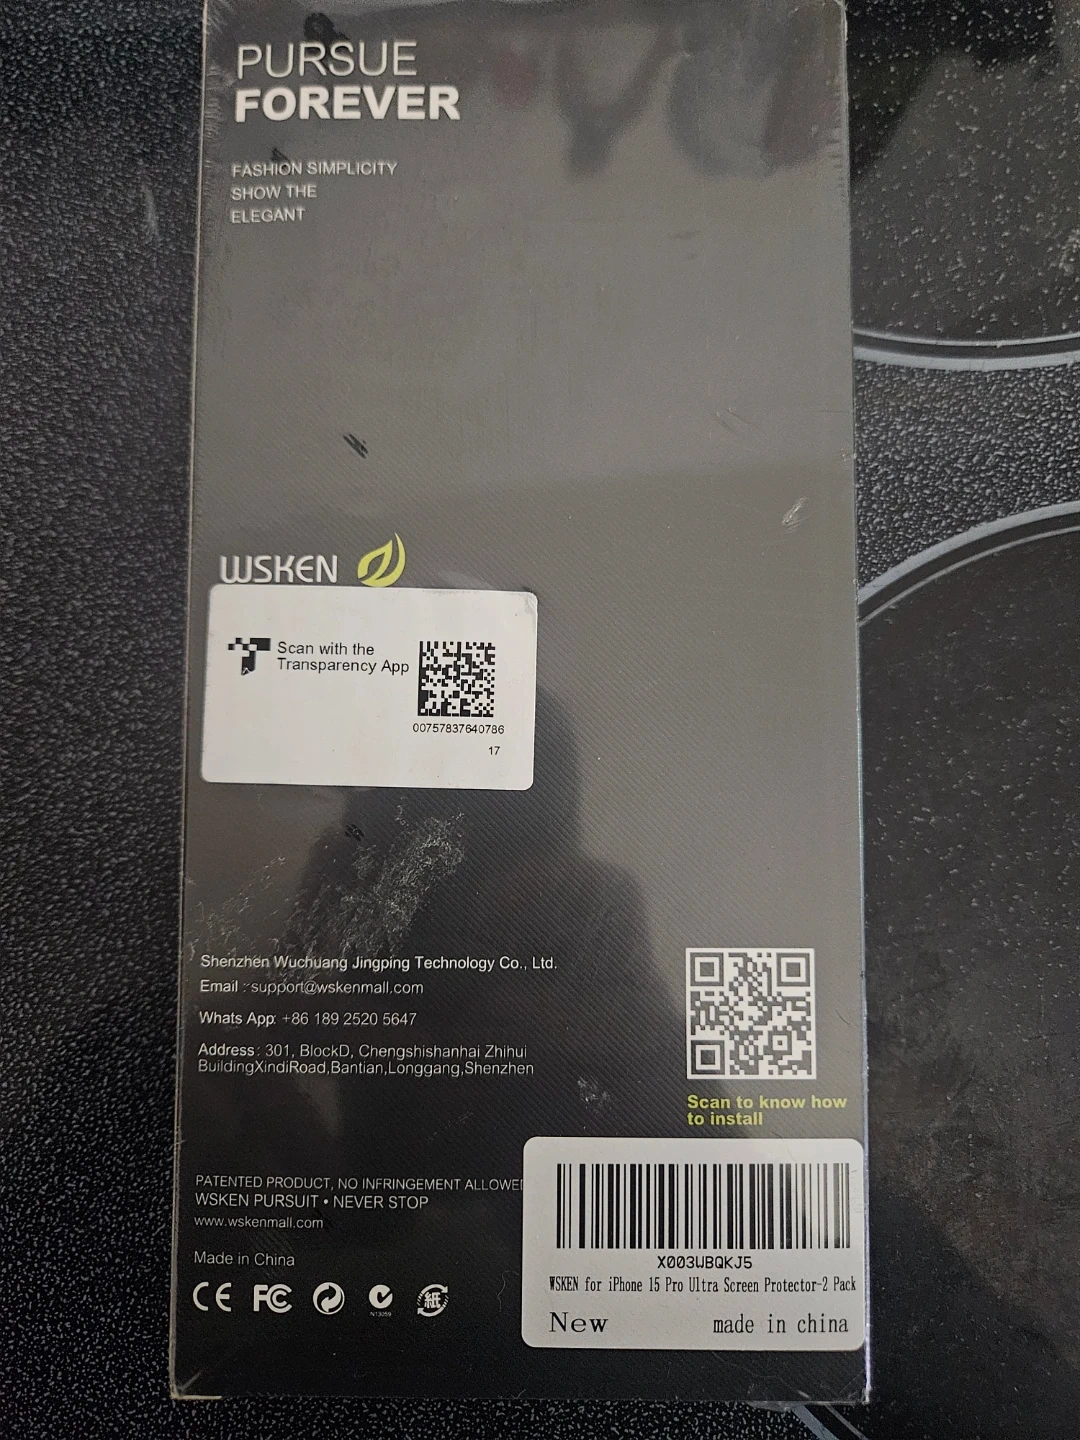 PURSUE
FOREVER
FASHION SIMPLICITY
SHOW THE
ELEGANT
WSKEN
Scan with the
Transparency App
00757837640786
17
Shenzhen Wuchuang Jingping Technology Co., Ltd.
Email : support@wskenmall.com
Whats App: +86 189 2520 5647
Address: 301, BlockD, Chengshishanhai Zhihui
BuildingXindiRoad,Bantian,Longgang,Shenzhen
Scan to know how
to install
PATENTED PRODUCT, NO INFRINGEMENT ALLOWED
WSKEN PURSUIT • NEVER STOP
www.wskenmall.com
Made in China
CE FC
N13059
紙
X003WBQKJ5
WSKEN for iPhone 15 Pro Ultra Screen Protector-2 Pack
New made in china